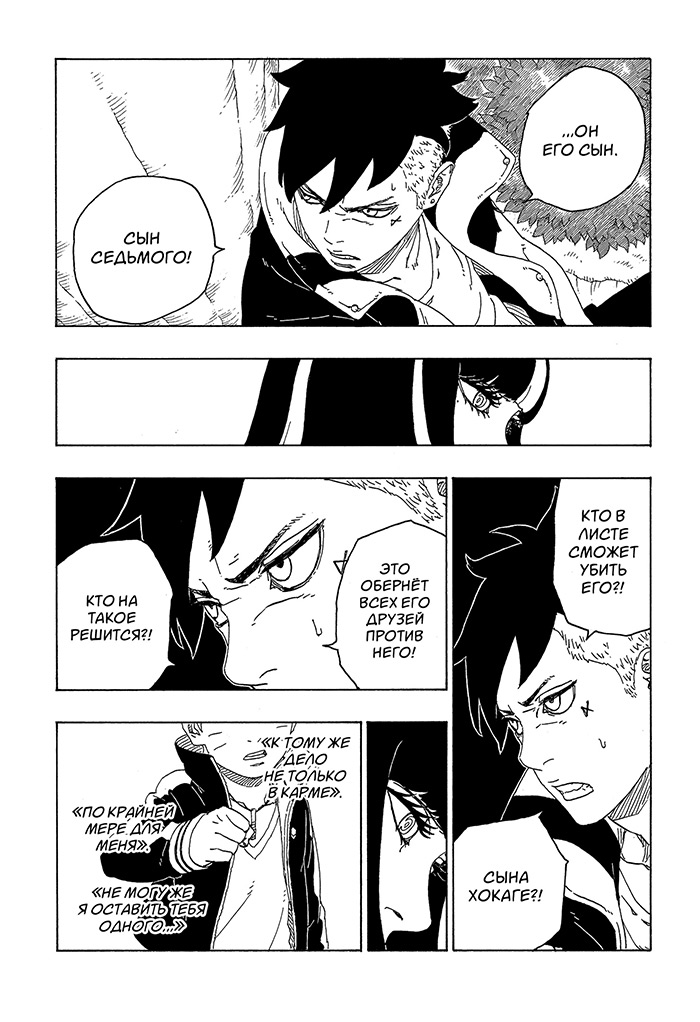 ...ОН
ЕГО СЫН.
СЫН
СЕДЬМОГО!
КТО В
ЛИСТЕ
СМОЖЕТ
УБИТЬ
ЕГО?!
СЫНА
ХОКАГЕ?!
ЭТО
ОБЕРНЁТ
ВСЕХ ЕГО
ДРУЗЕЙ
ПРОТИВ
НЕГО!
КТО НА
ТАКОЕ
РЕШИТСЯ?!
«К ТОМУ ЖЕ
ДЕЛО
НЕ ТОЛЬКО
В КАРМЕ».
«ПО КРАЙНЕЙ
МЕРЕ ДЛЯ
МЕНЯ».
«НЕ МОГУ ЖЕ
Я ОСТАВИТЬ ТЕБЯ
ОДНОГО...»